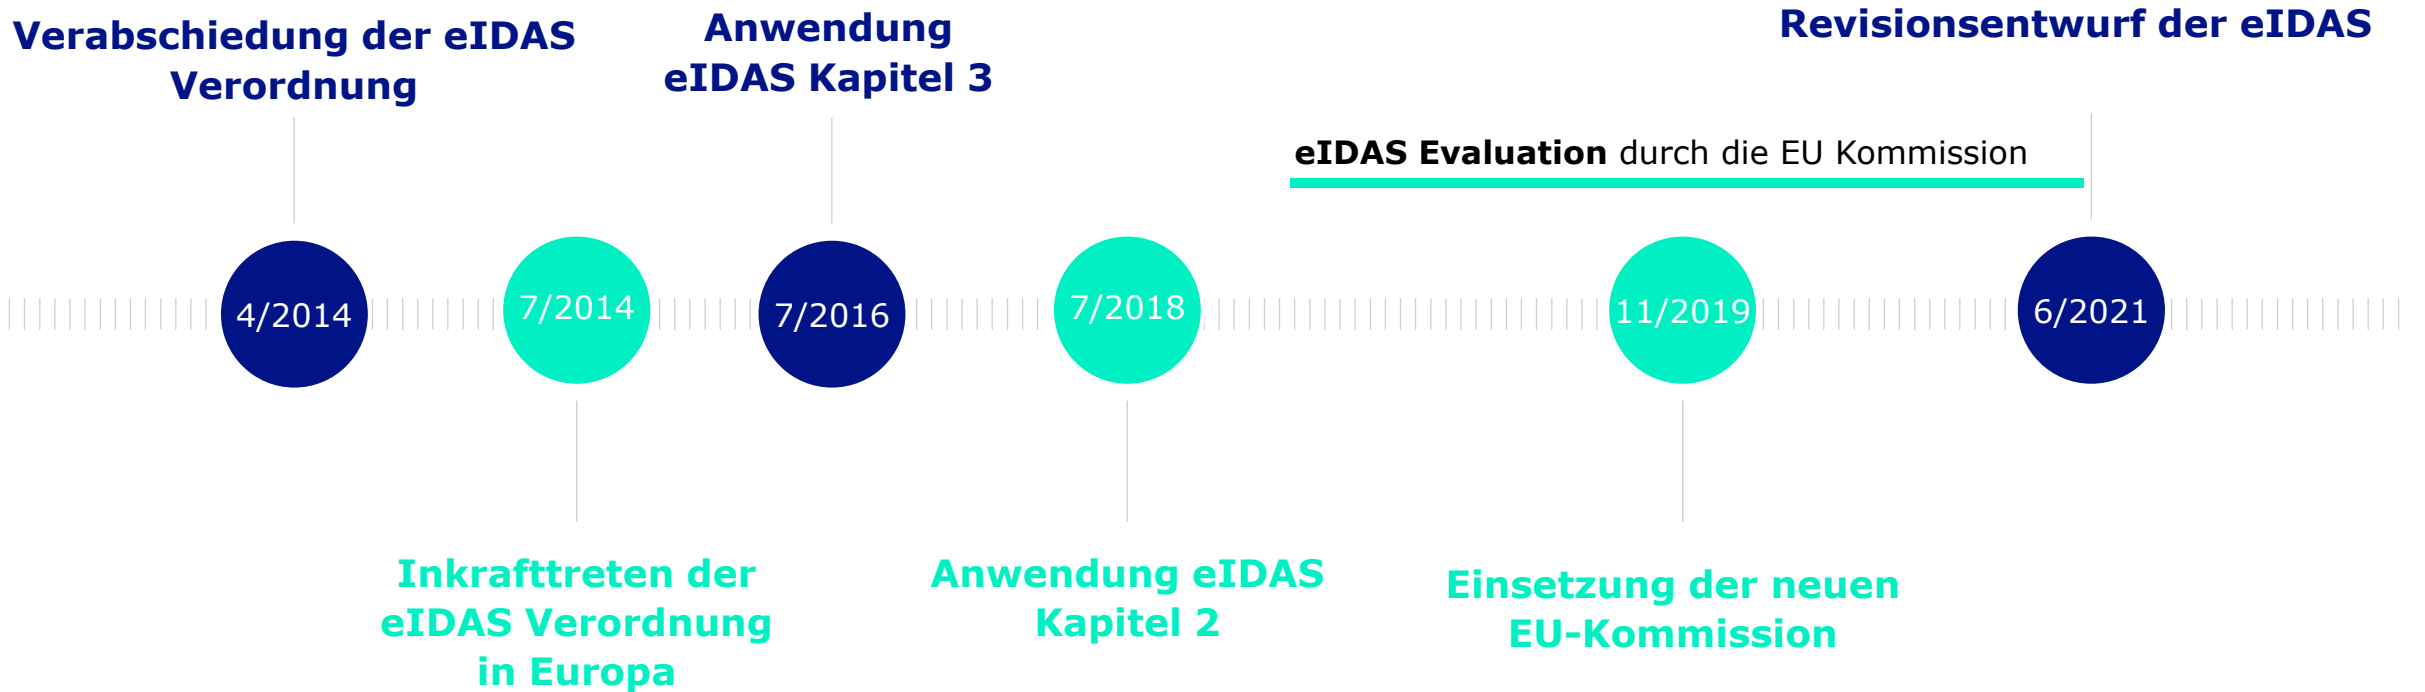 Verabschiedung der eIDAS
Verordnung
Anwendung
eIDAS Kapitel 3
Revisionsentwurf der eIDAS
eIDAS Evaluation durch die EU Kommission
4/2014
7/2014
7/2016
7/2018
11/2019
6/2021
Inkrafttreten der
eIDAS Verordnung
in Europa
Anwendung eIDAS
Kapitel 2
Einsetzung der neuen
EU-Kommission